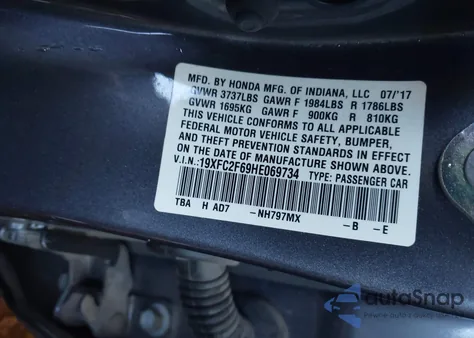 MFD. BY HONDA MFG. OF INDIANA, LLC 07/'17
GVWR 3737LBS GAWR F 1984LBS R 1786LBS
GVWR 1695KG GAWR F 900KG R 810KG
THIS VEHICLE CONFORMS TO ALL APPLICABLE
FEDERAL MOTOR VEHICLE SAFETY, BUMPER,
AND THEFT PREVENTION STANDARDS IN EFFECT
ON THE DATE OF MANUFACTURE SHOWN ABOVE.
V.I.N.:19XFC2F69HE069734 TYPE: PASSENGER CAR
TBA H AD7 -NH797MX -B -E
autoSnap